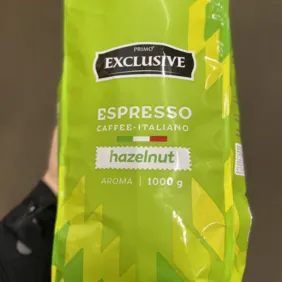 PRIMO
EXCLUSIVE
ESPRESSO
CAFFEE-ITALIANO
hazelnut
AROMA | 1000 g